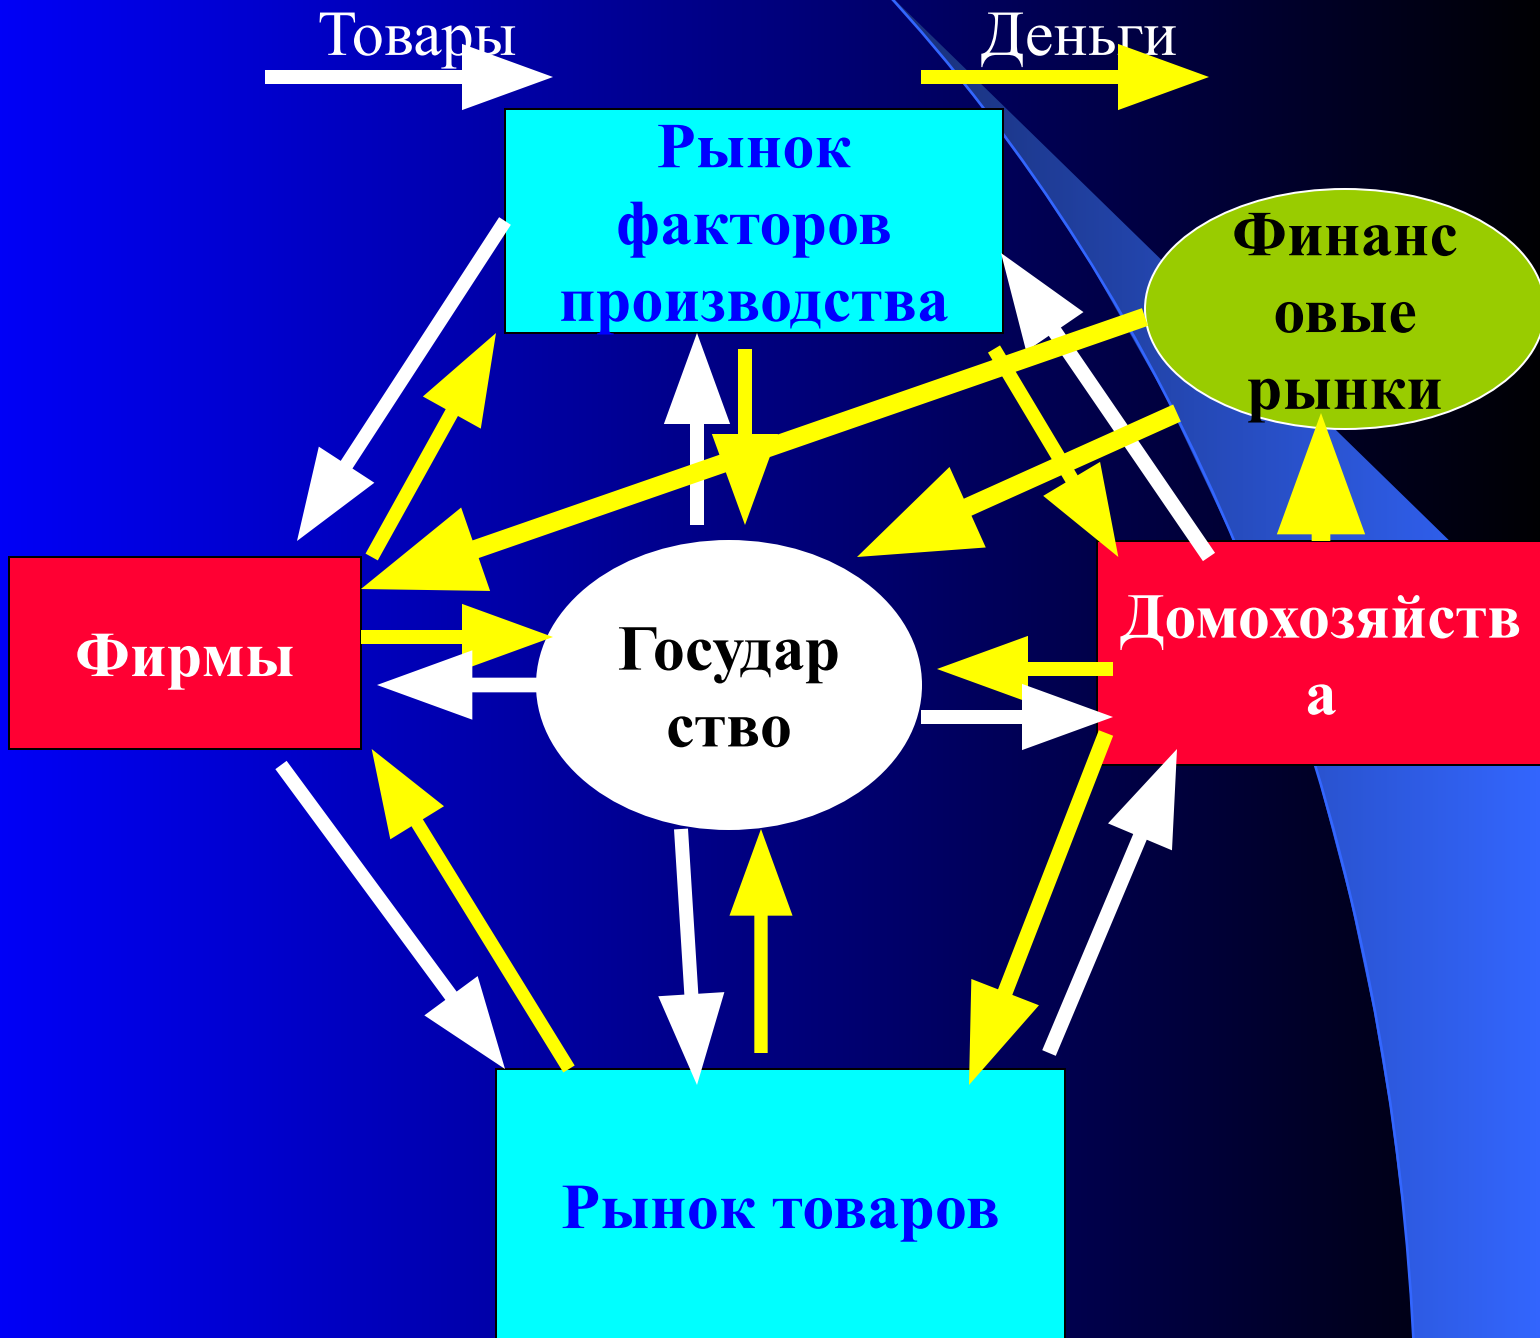 Товары
Деньги
Рынок
факторов
производства
Финанс
овые
рынки
Фирмы
Государ
ство
Домохозяйств
а
Рынок товаров